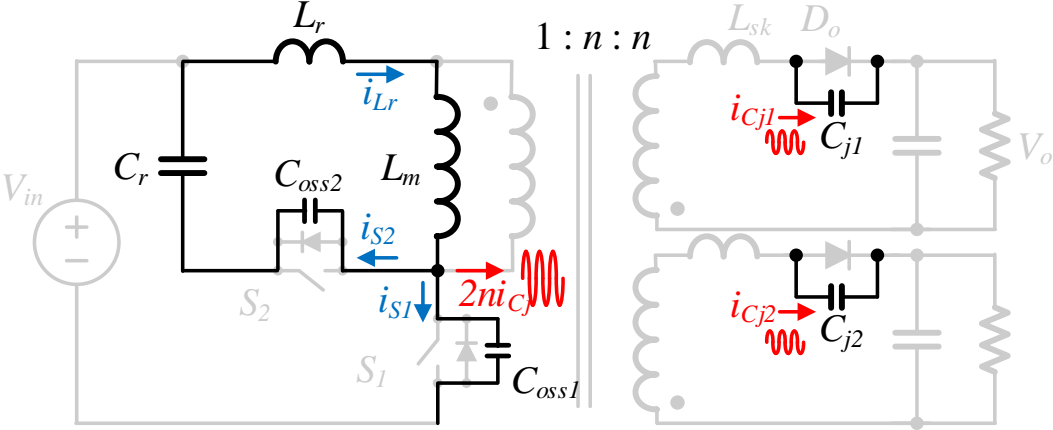 L_r
1 : n : n
L_sk
D_o
i_Lr
i_Cj1
C_j1
C_r
L_m
V_in
C_oss2
V_o
i_S2
S_2
2ni_Cj
i_S1
i_Cj2
C_j2
S_1
C_oss1